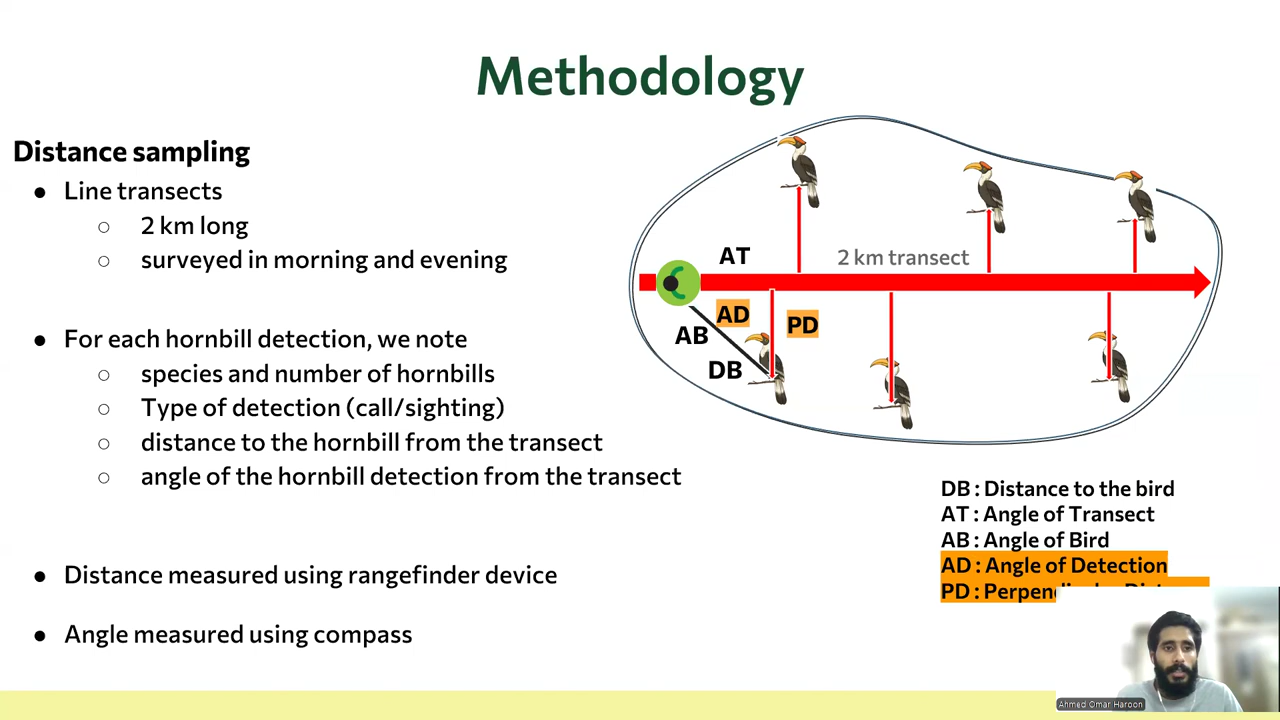 Methodology
Distance sampling
● Line transects
○ 2 km long
○ surveyed in morning and evening
● For each hornbill detection, we note
○ species and number of hornbills
○ Type of detection (call/sighting)
○ distance to the hornbill from the transect
○ angle of the hornbill detection from the transect
● Distance measured using rangefinder device
● Angle measured using compass
AT
2 km transect
AD
PD
AB
DB
DB : Distance to the bird
AT : Angle of Transect
AB : Angle of Bird
AD : Angle of Detection
PD :
Ahmed Omar Haroon